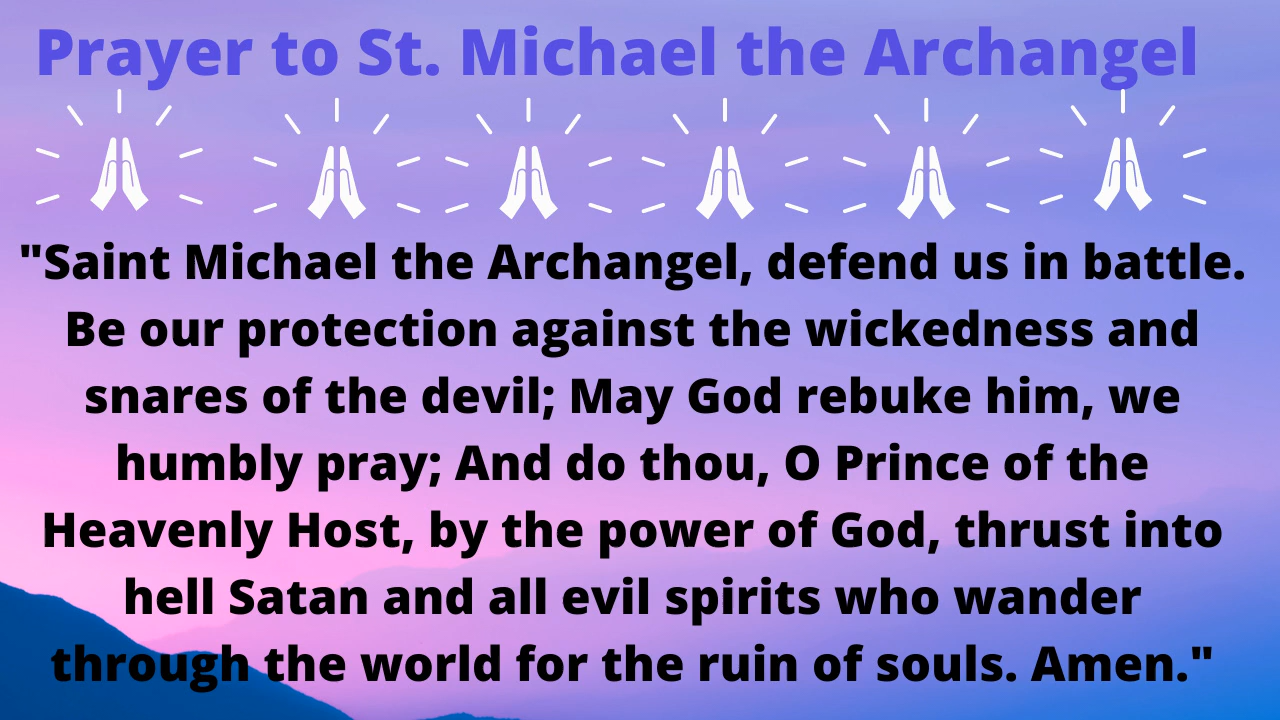 Prayer to St. Michael the Archangel
"Saint Michael the Archangel, defend us in battle.
Be our protection against the wickedness and
snares of the devil; May God rebuke him, we
humbly pray; And do thou, O Prince of the
Heavenly Host, by the power of God, thrust into
hell Satan and all evil spirits who wander
through the world for the ruin of souls. Amen."